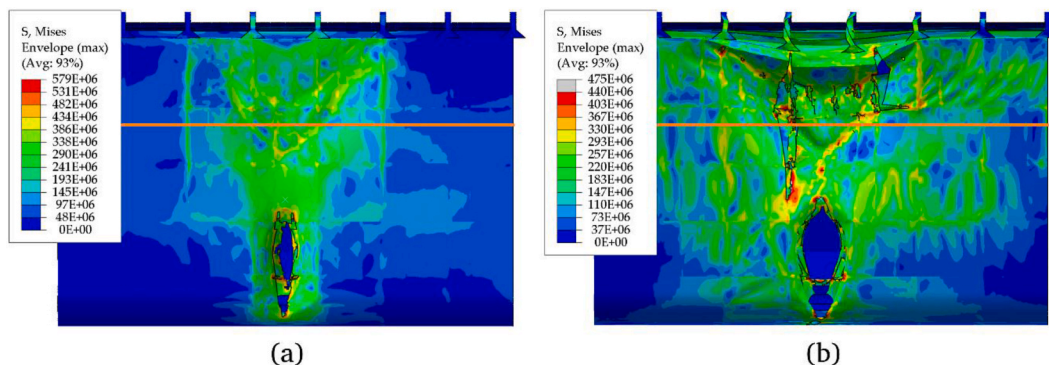 S, Mises
Envelope (max)
(Avg: 93%)
579E+06
531E+06
482E+06
434E+06
386E+06
338E+06
290E+06
241E+06
193E+06
145E+06
97E+06
48E+06
0E+00
(a)
S, Mises
Envelope (max)
(Avg: 93%)
475E+06
440E+06
403E+06
367E+06
330E+06
293E+06
257E+06
220E+06
183E+06
147E+06
110E+06
73E+06
37E+06
0E+00
(b)